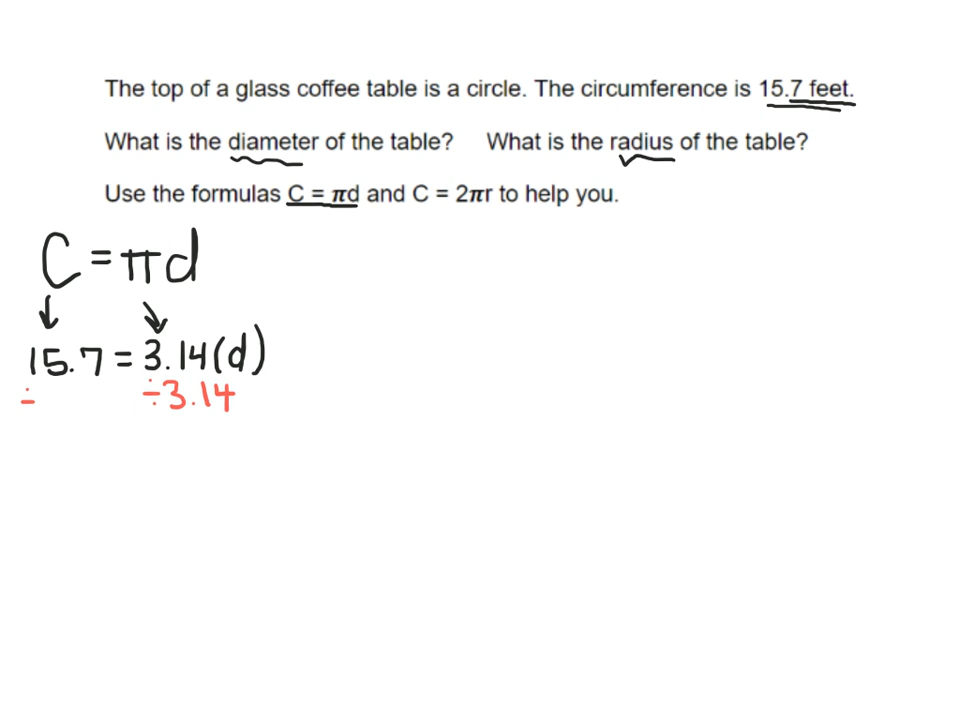 The top of a glass coffee table is a circle. The circumference is 15.7 feet.
What is the diameter of the table? What is the radius of the table?
Use the formulas C = πd and C = 2πr to help you.
C = πd
↓ ↘
15.7 = 3.14(d)
÷ ÷3.14